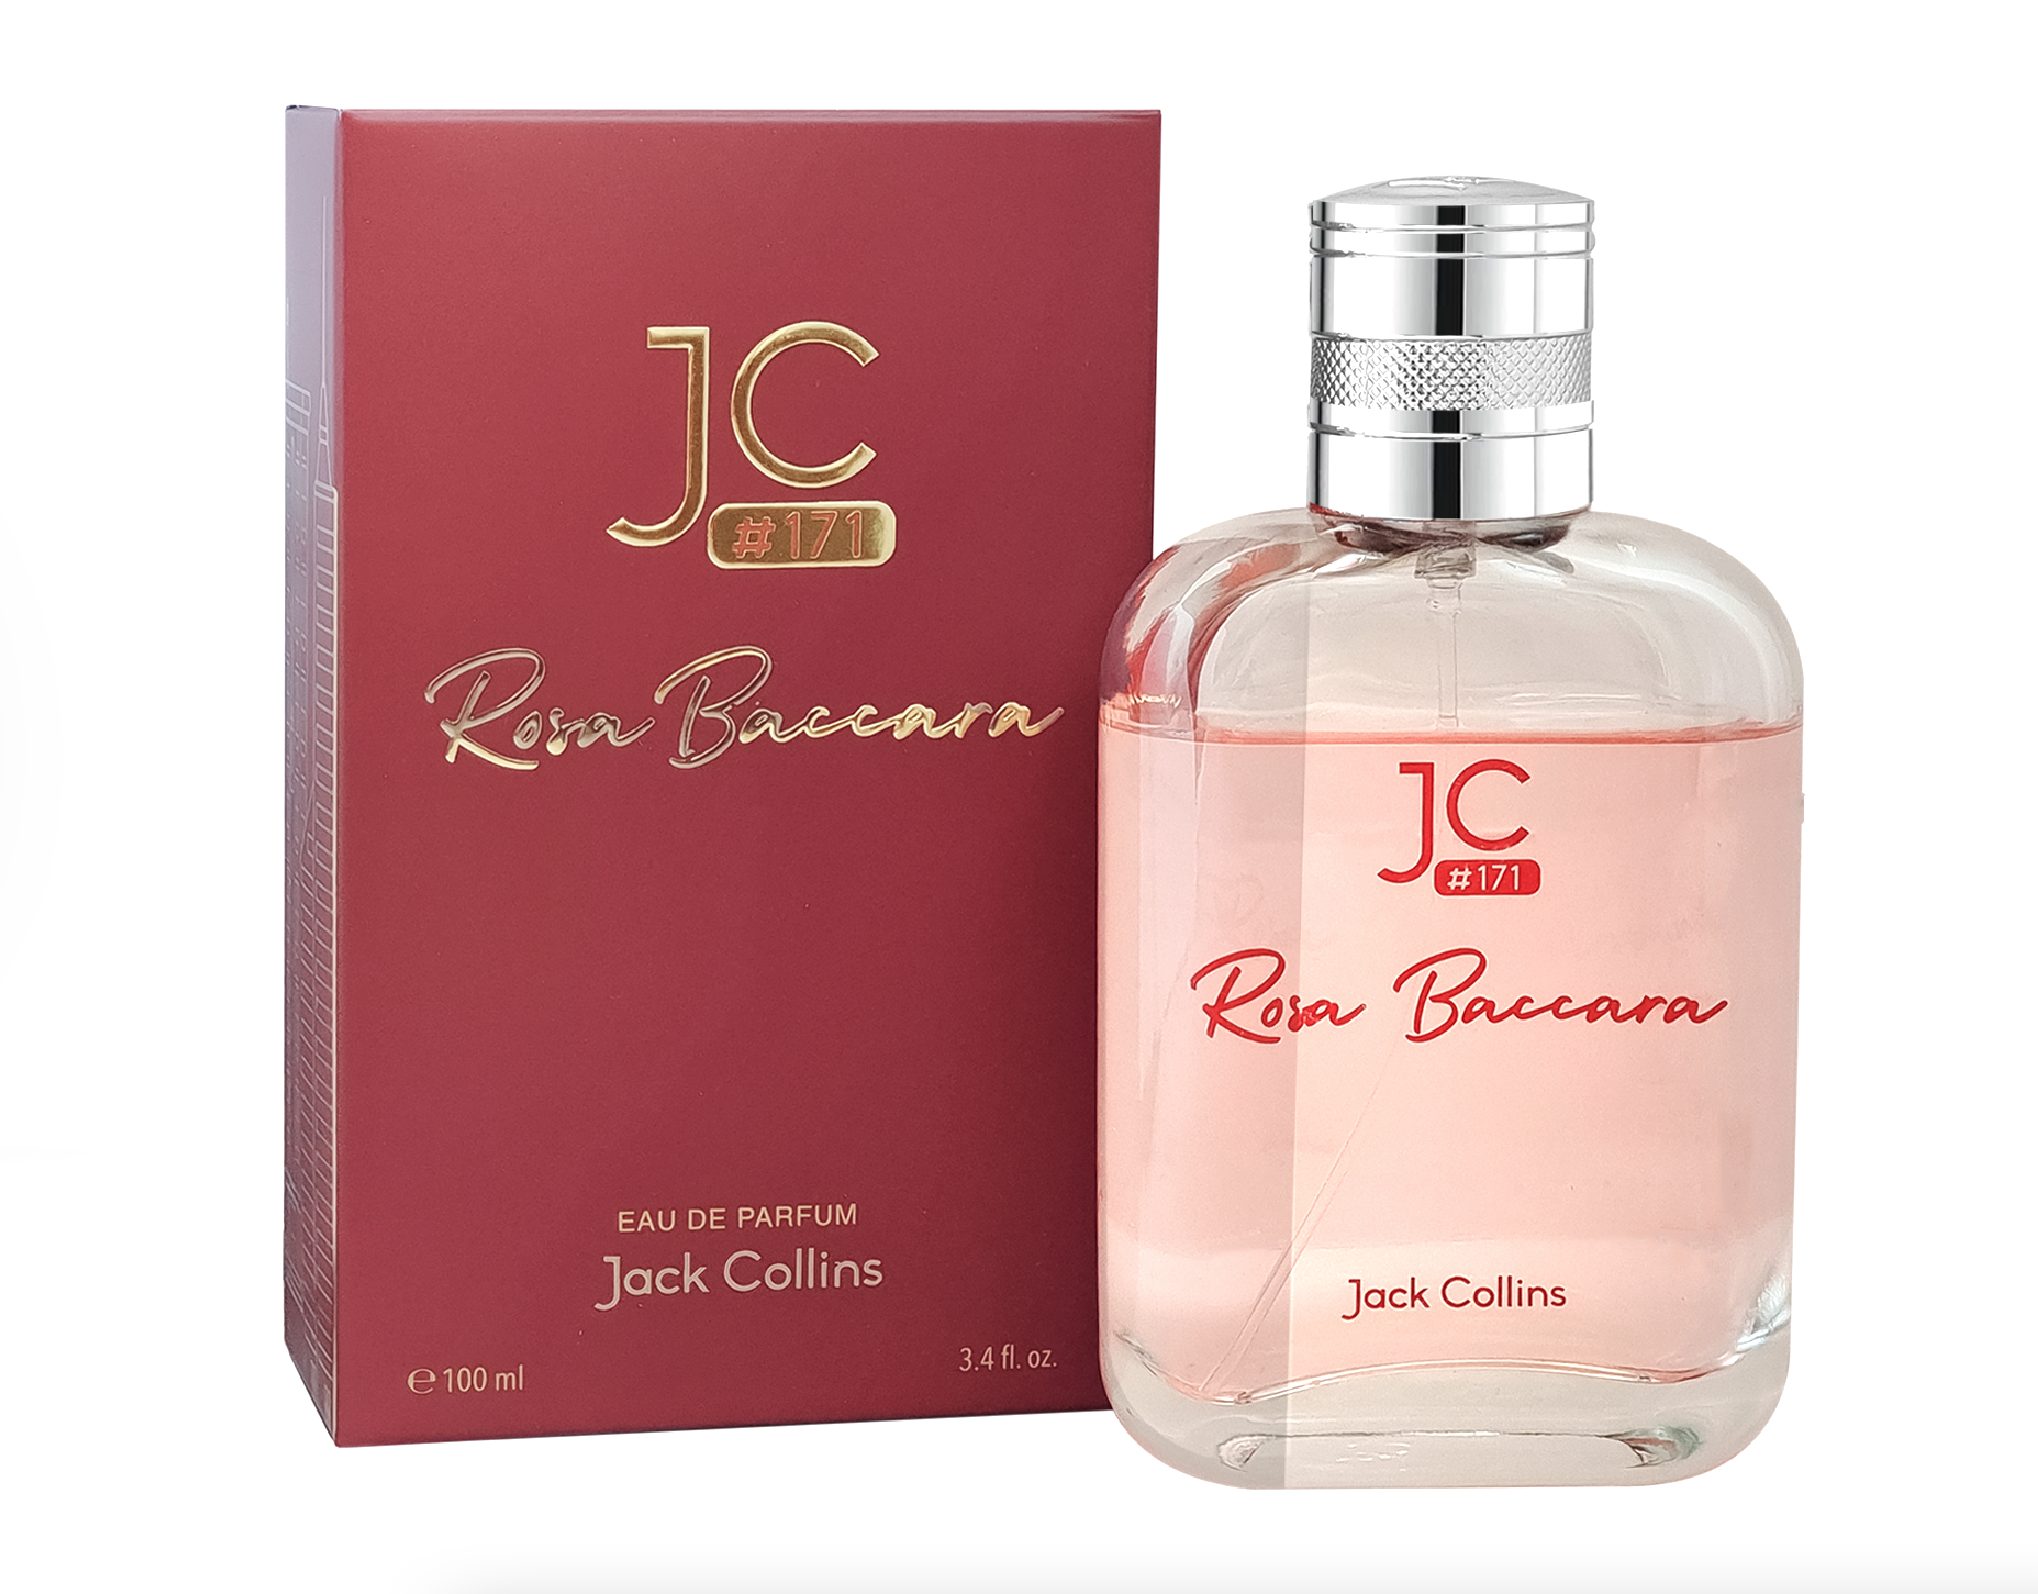 JC
#171
Rosa Baccara
EAU DE PARFUM
Jack Collins
℮ 100 ml
3.4 fl. oz.
JC
#171
Rosa Baccara
Jack Collins